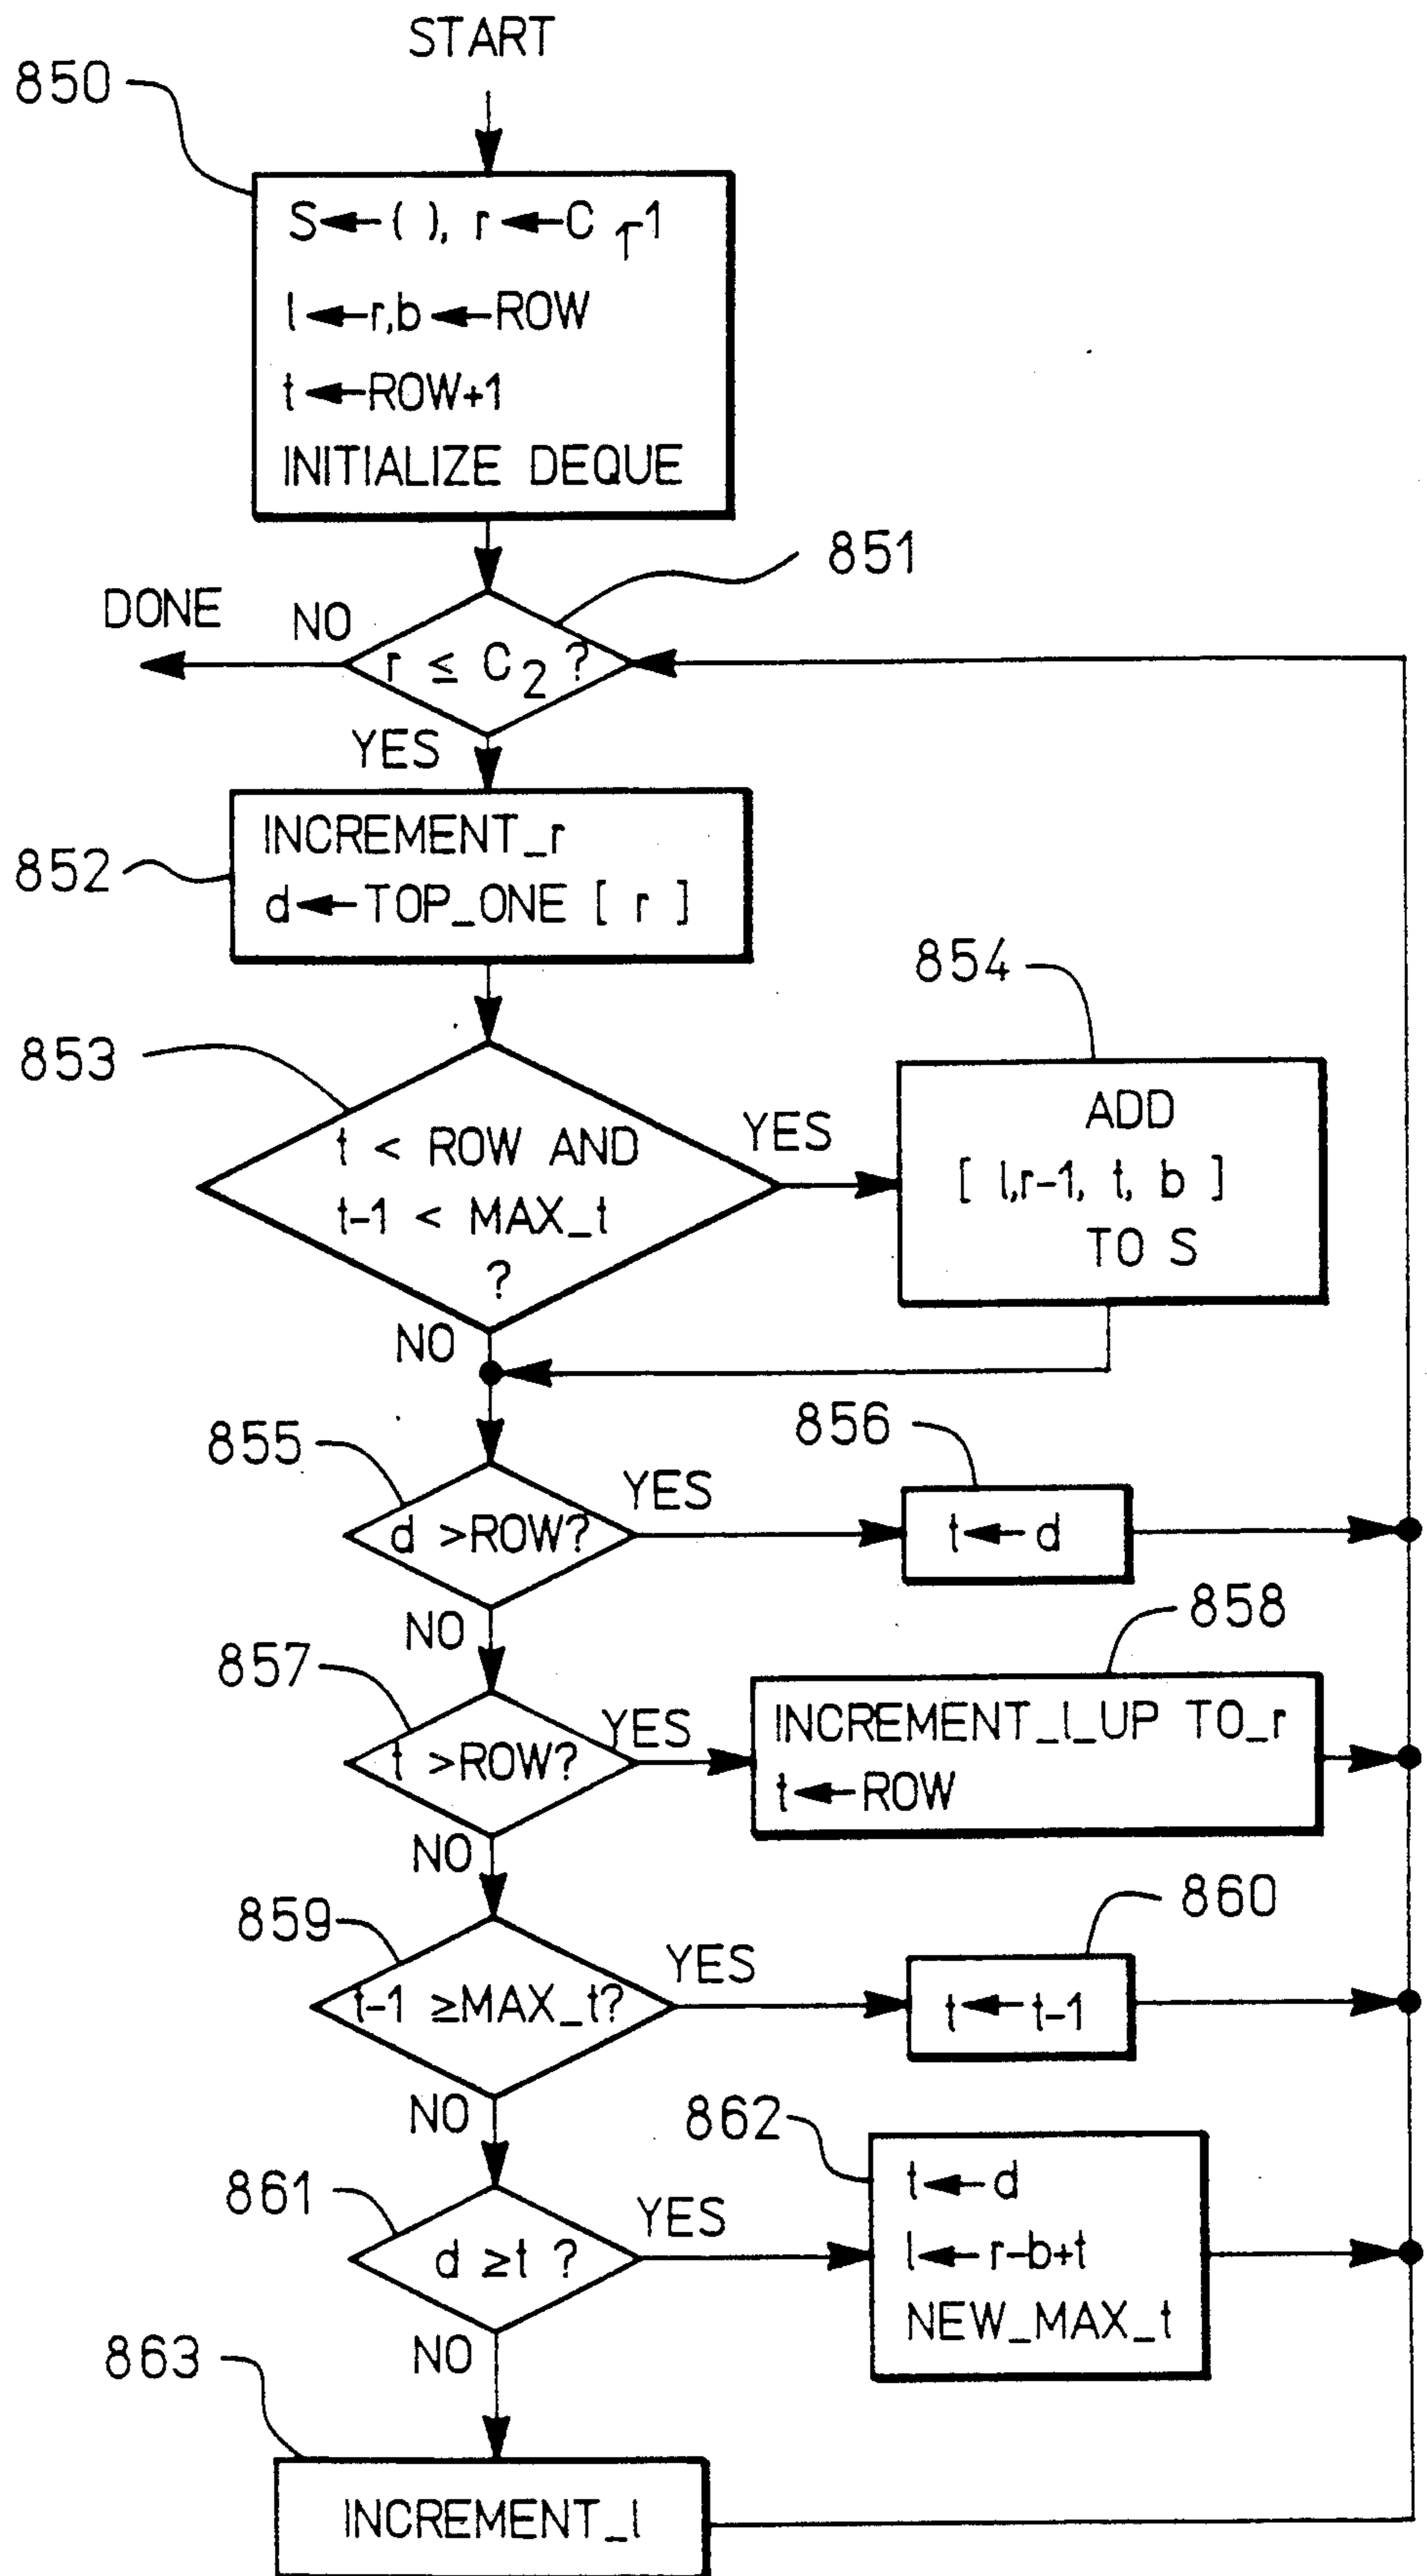 START
850
S←( ), r←C 1-1
l←r,b←ROW
t←ROW+1
INITIALIZE DEQUE
851
DONE
NO
r ≤ C 2 ?
YES
852
INCREMENT_r
d←TOP_ONE [ r ]
853
854
t < ROW AND
t-1 < MAX_t
?
YES
ADD
[ l,r-1, t, b ]
TO S
NO
855
856
d >ROW?
YES
t← d
NO
857
858
t >ROW?
YES
INCREMENT_l_UP TO_r
t←ROW
NO
859
860
t-1 ≥MAX_t?
YES
t← t-1
NO
861
862
d ≥t ?
YES
t←d
l←r-b+t
NEW_MAX_t
NO
863
INCREMENT_l